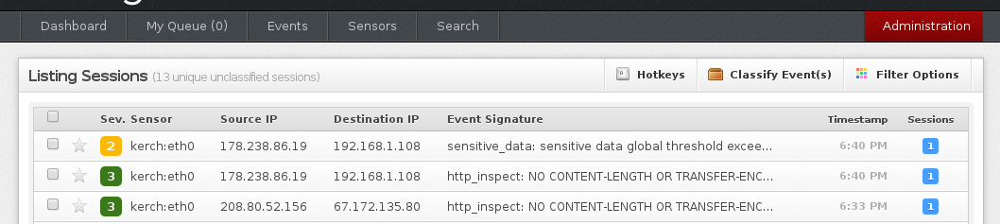 Dashboard My Queue (0) Events Sensors Search Administration
Listing Sessions (13 unique unclassified sessions) Hotkeys Classify Event(s) Filter Options
Sev. Sensor Source IP Destination IP Event Signature Timestamp Sessions
2 kerch:eth0 178.238.86.19 192.168.1.108 sensitive_data: sensitive data global threshold excee... 6:40 PM 1
3 kerch:eth0 178.238.86.19 192.168.1.108 http_inspect: NO CONTENT-LENGTH OR TRANSFER-ENC... 6:40 PM 1
3 kerch:eth0 208.80.52.156 67.172.135.80 http_inspect: NO CONTENT-LENGTH OR TRANSFER-ENC... 6:33 PM 1